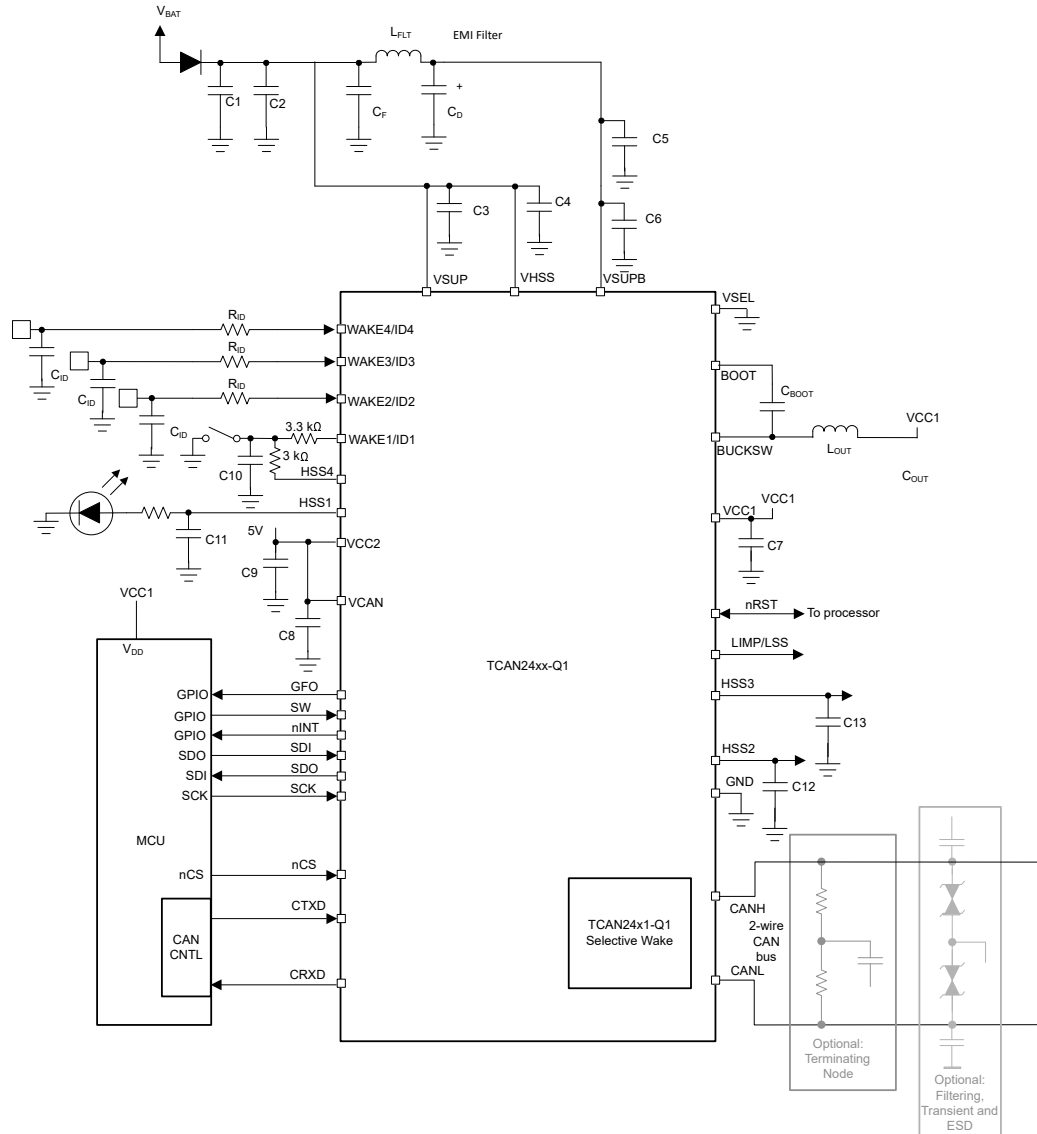 VBAT
LFLT
EMI Filter
C1
C2
CF
+
CD
C5
C3
C4
C6
VSUP
VHSS
VSUPB
VSEL
RID
WAKE4/ID4
CID
RID
WAKE3/ID3
BOOT
CID
RID
WAKE2/ID2
CBOOT
CID
3.3 kΩ
WAKE1/ID1
VCC1
BUCKSW
LOUT
C10
3 kΩ
HSS4
COUT
HSS1
VCC1
VCC1
C11
5V
VCC2
C7
C9
VCC1
VCAN
nRST
To processor
C8
VDD
LIMP/LSS
TCAN24xx-Q1
HSS3
GPIO
GFO
GPIO
SW
C13
GPIO
nINT
SDO
SDI
HSS2
SDI
SDO
GND
C12
SCK
SCK
MCU
nCS
nCS
CTXD
CAN
CNTL
CRXD
TCAN24x1-Q1
Selective Wake
CANH
2-wire
CAN
bus
CANL
Optional:
Terminating
Node
Optional:
Filtering,
Transient and
ESD